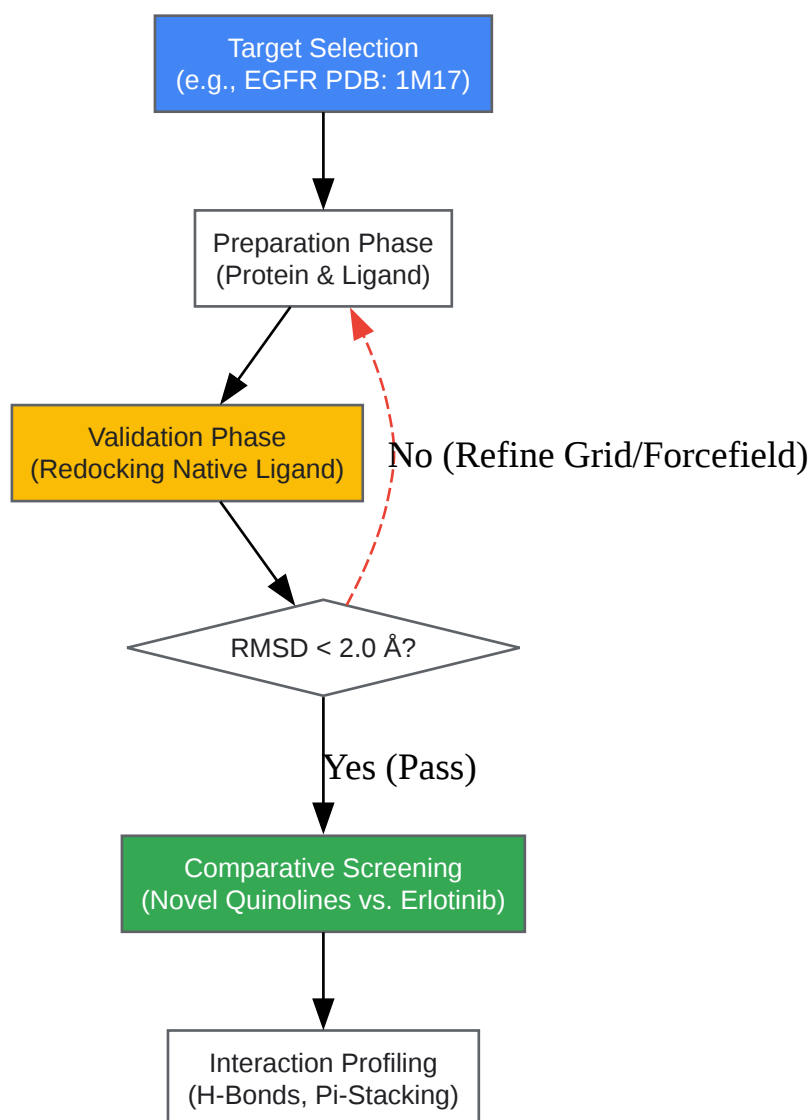 Target Selection
(e.g., EGFR PDB: 1M17)
Preparation Phase
(Protein & Ligand)
Validation Phase
(Redocking Native Ligand)
No (Refine Grid/Forcefield)
RMSD < 2.0 Å?
Yes (Pass)
Comparative Screening
(Novel Quinolines vs. Erlotinib)
Interaction Profiling
(H-Bonds, Pi-Stacking)